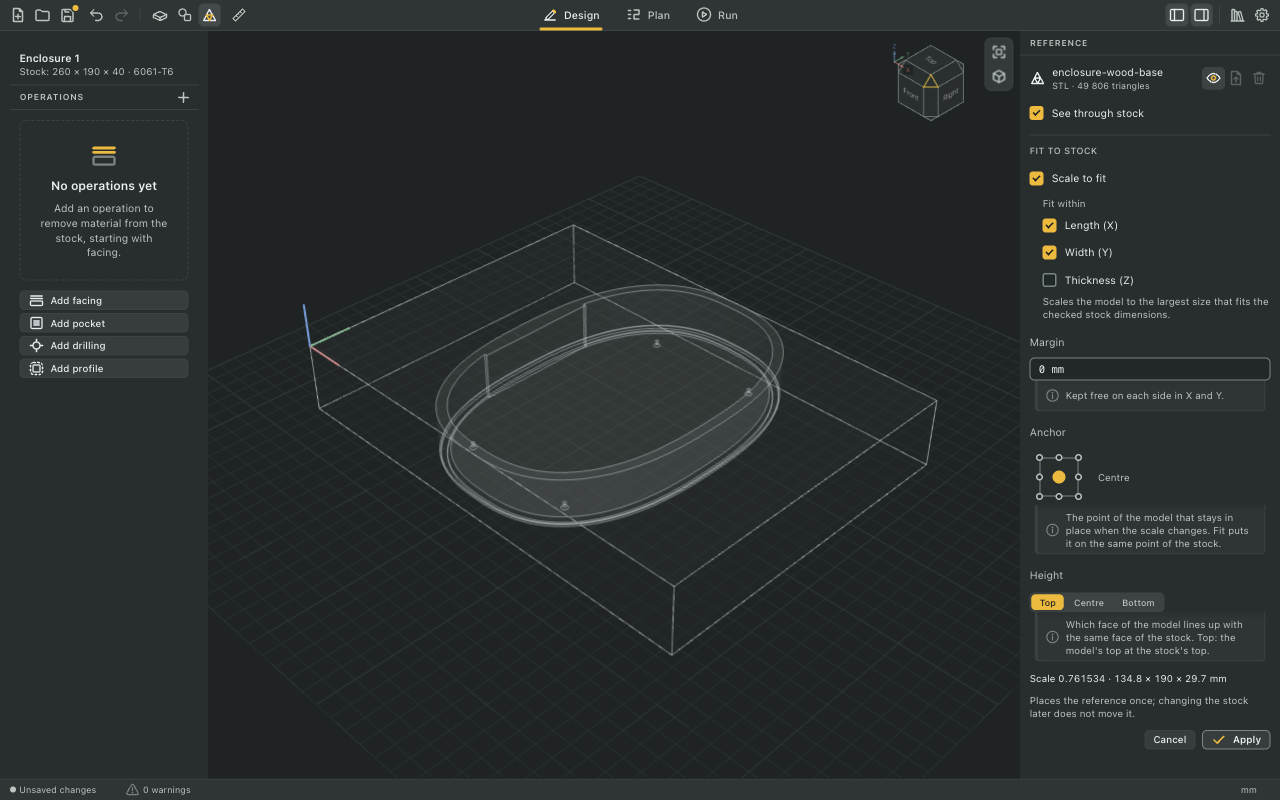 Design
Plan
Run
Enclosure 1
Stock: 260 × 190 × 40 · 6061-T6
OPERATIONS
No operations yet
Add an operation to
remove material from the
stock, starting with
facing.
Add facing
Add pocket
Add drilling
Add profile
Z
Top
Front
Right
REFERENCE
enclosure-wood-base
STL · 49 806 triangles
See through stock
FIT TO STOCK
Scale to fit
Fit within
Length (X)
Width (Y)
Thickness (Z)
Scales the model to the largest size that fits the
checked stock dimensions.
Margin
0 mm
Kept free on each side in X and Y.
Anchor
Centre
The point of the model that stays in
place when the scale changes. Fit puts
it on the same point of the stock.
Height
Top
Centre
Bottom
Which face of the model lines up with
the same face of the stock. Top: the
model's top at the stock's top.
Scale 0.761534 · 134.8 × 190 × 29.7 mm
Places the reference once; changing the stock
later does not move it.
Cancel
Apply
Unsaved changes
0 warnings
mm